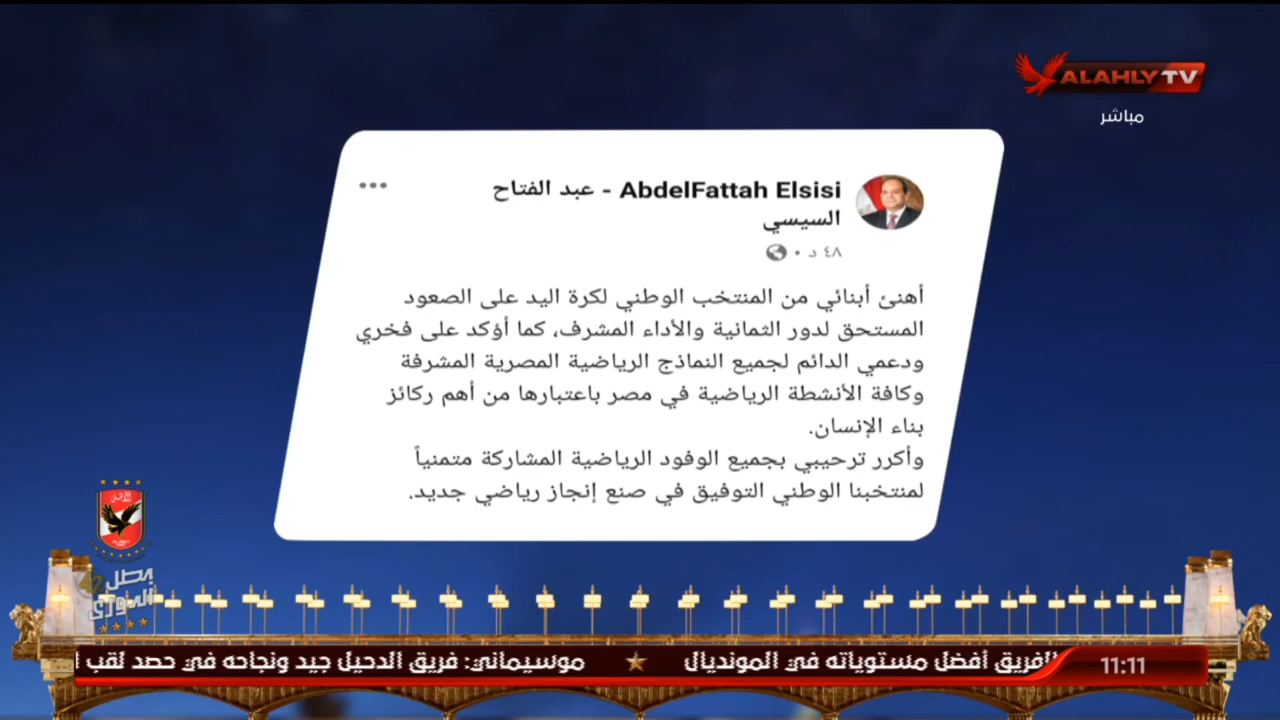 ALAHLY TV
مباشر
AbdelFattah Elsisi - عبد الفتاح
السيسي
٤٨ د
أهنئ أبنائي من المنتخب الوطني لكرة اليد على الصعود
المستحق لدور الثمانية والأداء المشرف، كما أؤكد على فخري
ودعمي الدائم لجميع النماذج الرياضية المصرية المشرفة
وكافة الأنشطة الرياضية في مصر باعتبارها من أهم ركائز
بناء الإنسان.
وأكرر ترحيبي بجميع الوفود الرياضية المشاركة متمنياً
لمنتخبنا الوطني التوفيق في صنع إنجاز رياضي جديد.
الأهلي
بطل
الدوري
11:11
الفريق أفضل مستوياته في المونديال ★ موسيماني: فريق الدحيل جيد ونجاحه في حصد لقب ا